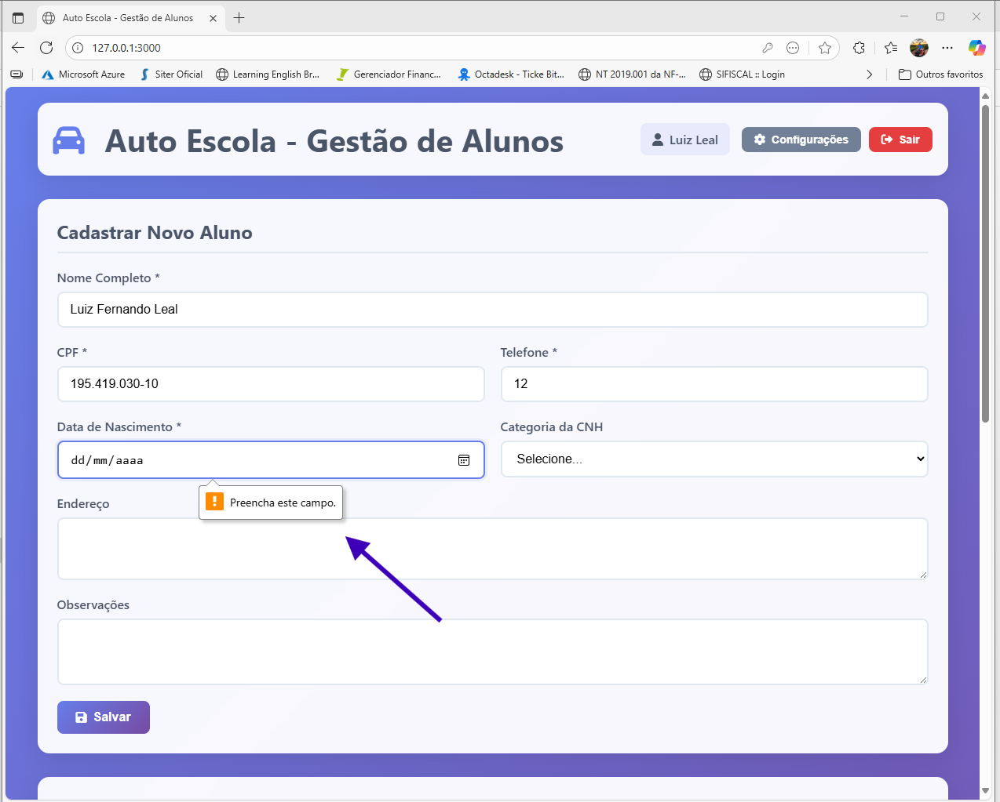 Auto Escola - Gestão de Alunos
127.0.0.1:3000
Microsoft Azure
Siter Oficial
Learning English Br...
Gerenciador Financ...
Octadesk - Ticke Bit...
NT 2019.001 da NF-...
SIFISCAL :: Login
Outros favoritos
Auto Escola - Gestão de Alunos
Luiz Leal
Configurações
Sair
Cadastrar Novo Aluno
Nome Completo *
Luiz Fernando Leal
CPF *
Telefone *
195.419.030-10
12
Data de Nascimento *
Categoria da CNH
dd/mm/aaaa
Selecione...
Preencha este campo.
Endereço
Observações
Salvar